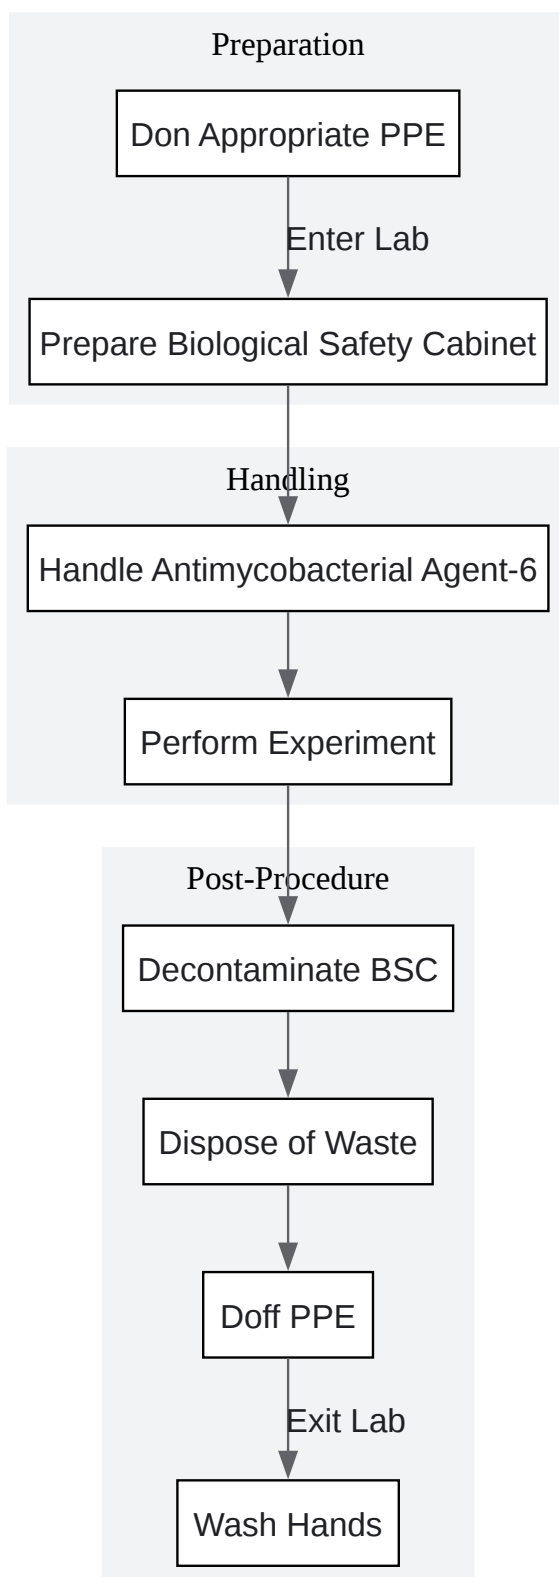 Preparation
Don Appropriate PPE
Enter Lab
Prepare Biological Safety Cabinet
Handling
Handle Antimycobacterial Agent-6
Perform Experiment
Post-Procedure
Decontaminate BSC
Dispose of Waste
Doff PPE
Exit Lab
Wash Hands